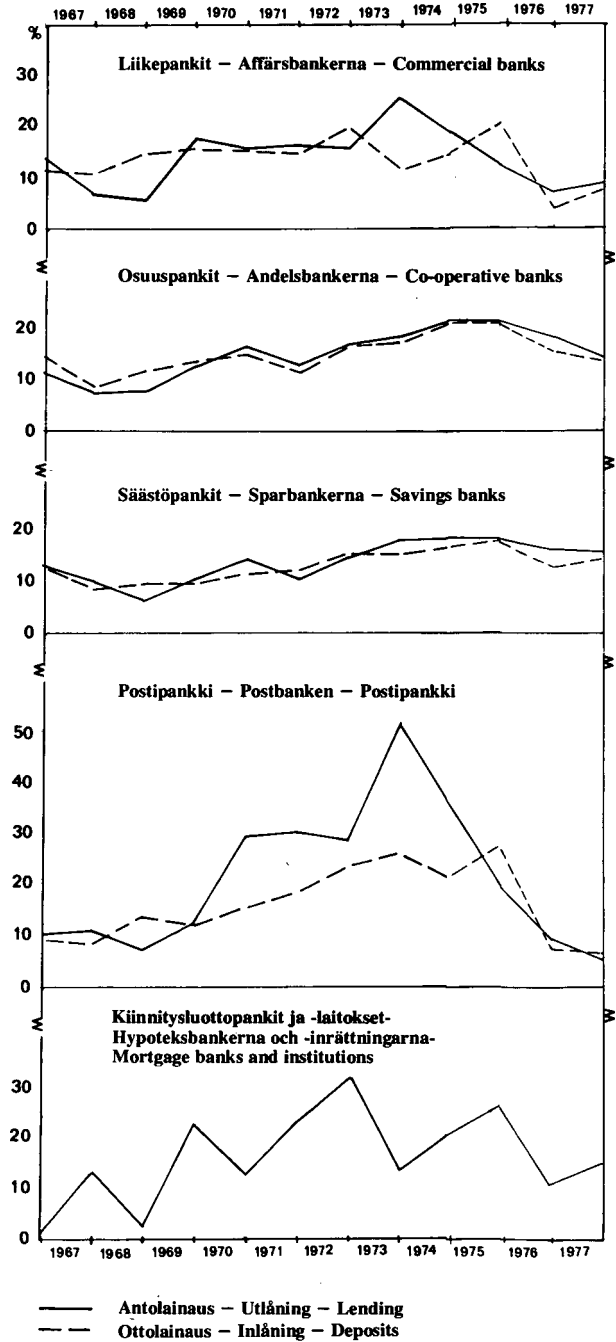 1967 1968 1969 1970 1971 1972 1973 1974 1975 1976 1977
%
Liikepankit – Affärsbankerna – Commercial banks
30
20
10
0
Osuuspankit – Andelsbankerna – Co-operative banks
20
10
0
Säästöpankit – Sparbankerna – Savings banks
20
10
0
Postipankki – Postbanken – Postipankki
50
40
30
20
10
0
Kiinnitysluottopankit ja -laitokset-
Hypoteksbankerna och -inrättningarna-
Mortgage banks and institutions
30
20
10
0
1967 1968 1969 1970 1971 1972 1973 1974 1975 1976 1977
Antolainaus – Utlåning – Lending
Ottolainaus – Inlåning – Deposits